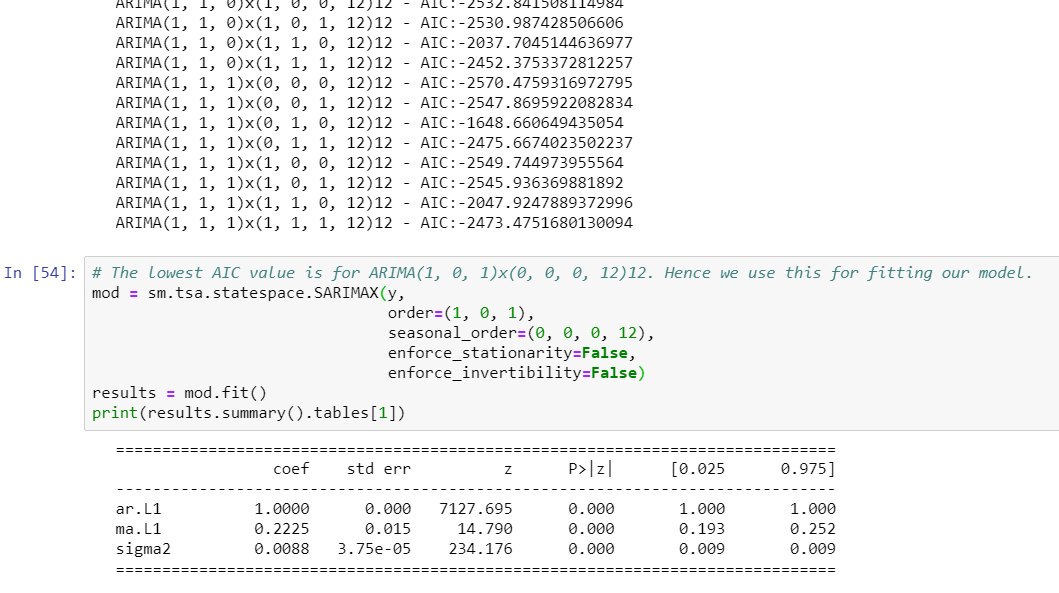 ARIMA(1, 1, 0)x(1, 0, 0, 12)12 - AIC:-2532.841508114984
ARIMA(1, 1, 0)x(1, 0, 1, 12)12 - AIC:-2530.987428506606
ARIMA(1, 1, 0)x(1, 1, 0, 12)12 - AIC:-2037.7045144636977
ARIMA(1, 1, 0)x(1, 1, 1, 12)12 - AIC:-2452.3753372812257
ARIMA(1, 1, 1)x(0, 0, 0, 12)12 - AIC:-2570.4759316972795
ARIMA(1, 1, 1)x(0, 0, 1, 12)12 - AIC:-2547.8695922082834
ARIMA(1, 1, 1)x(0, 1, 0, 12)12 - AIC:-1648.660649435054
ARIMA(1, 1, 1)x(0, 1, 1, 12)12 - AIC:-2475.6674023502237
ARIMA(1, 1, 1)x(1, 0, 0, 12)12 - AIC:-2549.744973955564
ARIMA(1, 1, 1)x(1, 0, 1, 12)12 - AIC:-2545.936369881892
ARIMA(1, 1, 1)x(1, 1, 0, 12)12 - AIC:-2047.9247889372996
ARIMA(1, 1, 1)x(1, 1, 1, 12)12 - AIC:-2473.4751680130094
In [54]: # The lowest AIC value is for ARIMA(1, 0, 1)x(0, 0, 0, 12)12. Hence we use this for fitting our model.
mod = sm.tsa.statespace.SARIMAX(y,
order=(1, 0, 1),
seasonal_order=(0, 0, 0, 12),
enforce_stationarity=False,
enforce_invertibility=False)
results = mod.fit()
print(results.summary().tables[1])
==============================================================================
coef std err z P>|z| [0.025 0.975]
------------------------------------------------------------------------------
ar.L1 1.0000 0.000 7127.695 0.000 1.000 1.000
ma.L1 0.2225 0.015 14.790 0.000 0.193 0.252
sigma2 0.0088 3.75e-05 234.176 0.000 0.009 0.009
==============================================================================